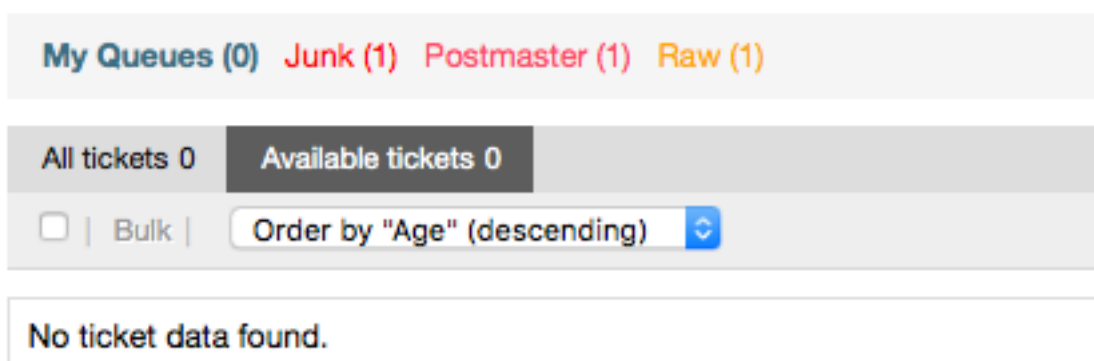 My Queues (0) Junk (1) Postmaster (1) Raw (1)
All tickets 0 Available tickets 0
| Bulk | Order by "Age" (descending)
No ticket data found.